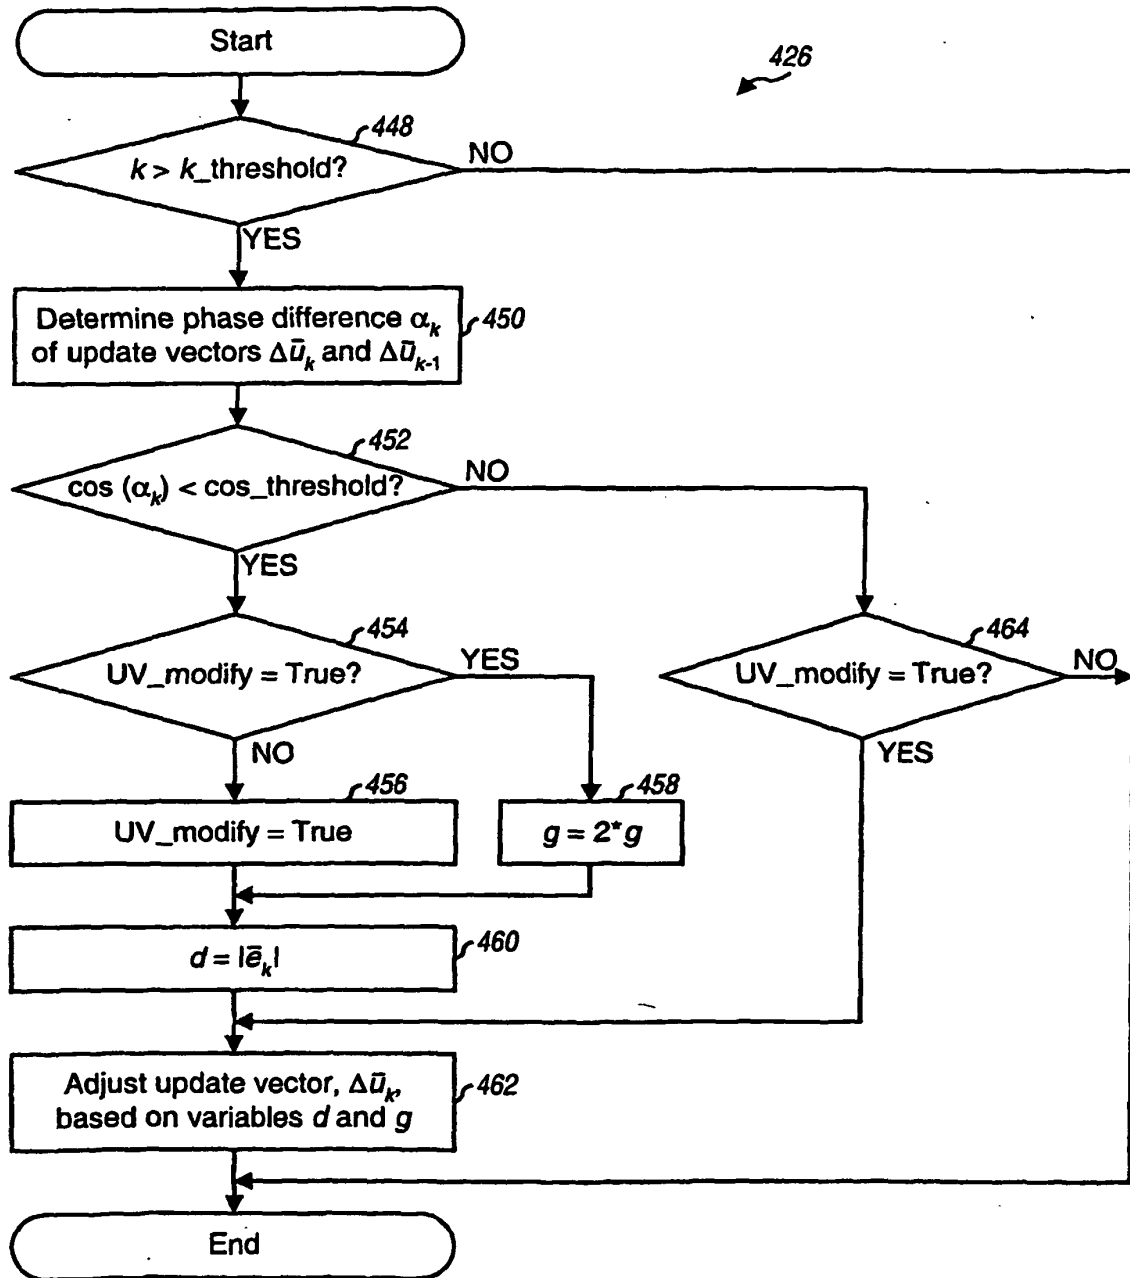 Start
426
448
k > k_threshold?
NO
YES
Determine phase difference αk
of update vectors Δūk and Δūk-1
450
452
cos (αk) < cos_threshold?
NO
YES
454
UV_modify = True?
YES
NO
464
UV_modify = True?
NO
YES
456
UV_modify = True
458
g = 2*g
d = |ēk|
460
Adjust update vector, Δūk,
based on variables d and g
462
End